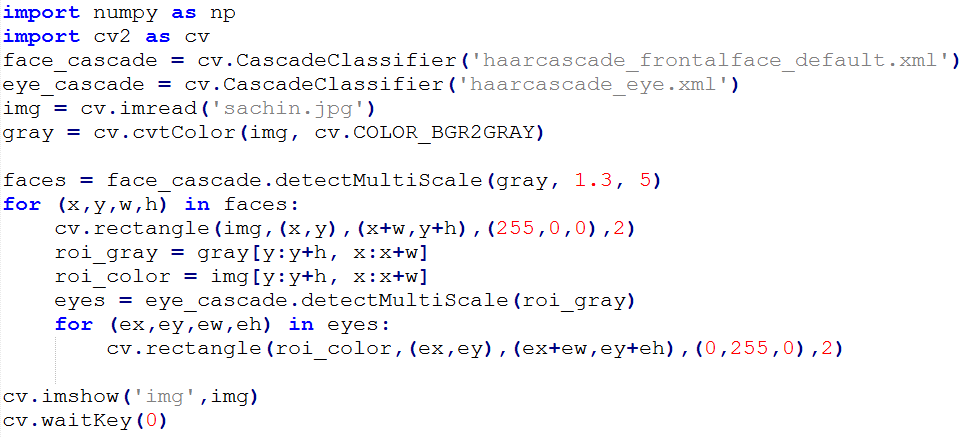 import numpy as np
import cv2 as cv
face_cascade = cv.CascadeClassifier('haarcascade_frontalface_default.xml')
eye_cascade = cv.CascadeClassifier('haarcascade_eye.xml')
img = cv.imread('sachin.jpg')
gray = cv.cvtColor(img, cv.COLOR_BGR2GRAY)

faces = face_cascade.detectMultiScale(gray, 1.3, 5)
for (x,y,w,h) in faces:
    cv.rectangle(img,(x,y),(x+w,y+h),(255,0,0),2)
    roi_gray = gray[y:y+h, x:x+w]
    roi_color = img[y:y+h, x:x+w]
    eyes = eye_cascade.detectMultiScale(roi_gray)
    for (ex,ey,ew,eh) in eyes:
        cv.rectangle(roi_color,(ex,ey),(ex+ew,ey+eh),(0,255,0),2)

cv.imshow('img',img)
cv.waitKey(0)